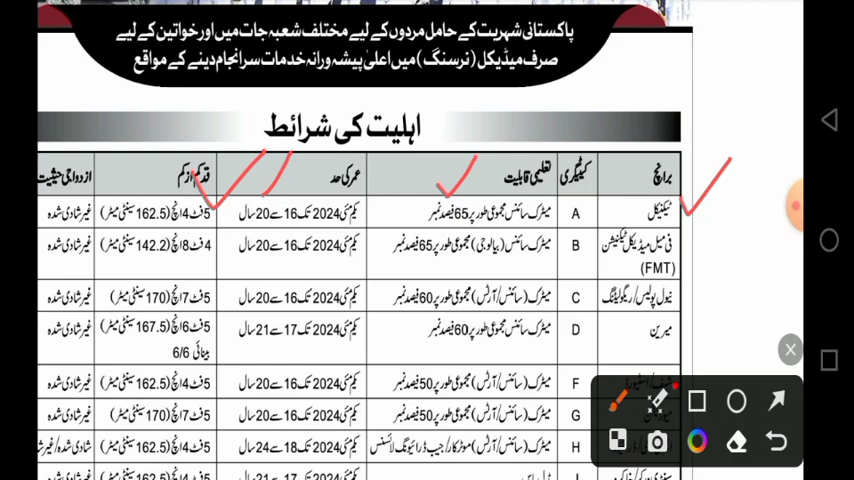 پاکستانی شہریت کے حامل مردوں کے لیے مختلف شعبہ جات میں اور خواتین کے لیے
صرف میڈیکل (نرسنگ) میں اعلیٰ پیشہ ورانہ خدمات سرانجام دینے کے مواقع
اہلیت کی شرائط
برانچ کیٹیگری تعلیمی قابلیت عمر کی حد قد کم از کم ازدواجی حیثیت
ٹیکنیکل A میٹرک سائنس مجموعی طور پر 65 فیصد نمبر یکم مئی 2024 تک 16 سے 20 سال 5 فٹ 4 انچ (162.5 سینٹی میٹر) غیر شادی شدہ
فی میل میڈیکل ٹیکنیشن (FMT) B میٹرک سائنس (بیالوجی) مجموعی طور پر 65 فیصد نمبر یکم مئی 2024 تک 16 سے 20 سال 4 فٹ 8 انچ (142.2 سینٹی میٹر) غیر شادی شدہ
نیول پولیس/ریگولیٹنگ C میٹرک (سائنس/آرٹس) مجموعی طور پر 60 فیصد نمبر یکم مئی 2024 تک 16 سے 20 سال 5 فٹ 7 انچ (170 سینٹی میٹر) غیر شادی شدہ
میرین D میٹرک سائنس مجموعی طور پر 60 فیصد نمبر یکم مئی 2024 تک 17 سے 21 سال 5 فٹ 6 انچ (167.5 سینٹی میٹر) بینائی 6/6 غیر شادی شدہ
شیف/اسٹیورڈ F میٹرک (سائنس/آرٹس) مجموعی طور پر 50 فیصد نمبر یکم مئی 2024 تک 16 سے 20 سال 5 فٹ 4 انچ (162.5 سینٹی میٹر) غیر شادی شدہ
G میٹرک (سائنس/آرٹس) مجموعی طور پر 50 فیصد نمبر یکم مئی 2024 تک 16 سے 20 سال 5 فٹ 7 انچ (170 سینٹی میٹر) غیر شادی شدہ
H میٹرک (سائنس/آرٹس) موٹر کار/جیپ ڈرائیونگ لائسنس یکم مئی 2024 تک 18 سے 24 سال 5 فٹ 4 انچ (162.5 سینٹی میٹر) شادی شدہ/غیر